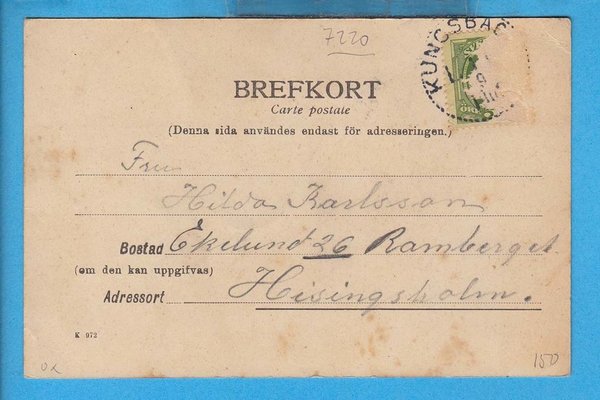 7220
KUNGSBAC
BREFKORT
Carte postale
(Denna sida användes endast för adresseringen.)
Fru
Hilda Karlsson
Bostad Ekelund 26 Ramberget
(om den kan uppgifvas)
Adressort Hisingsholm.
K 972
150